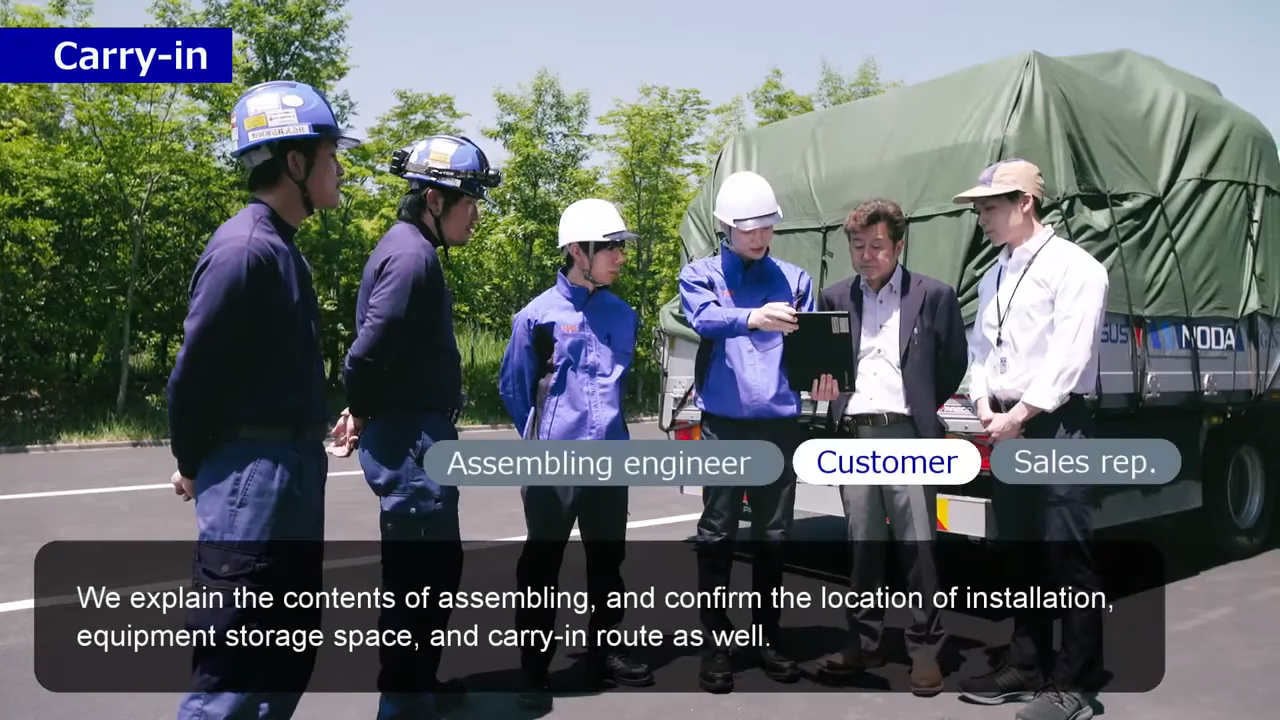 Carry-in
NODA
Assembling engineer
Customer
Sales rep.
We explain the contents of assembling, and confirm the location of installation,
equipment storage space, and carry-in route as well.